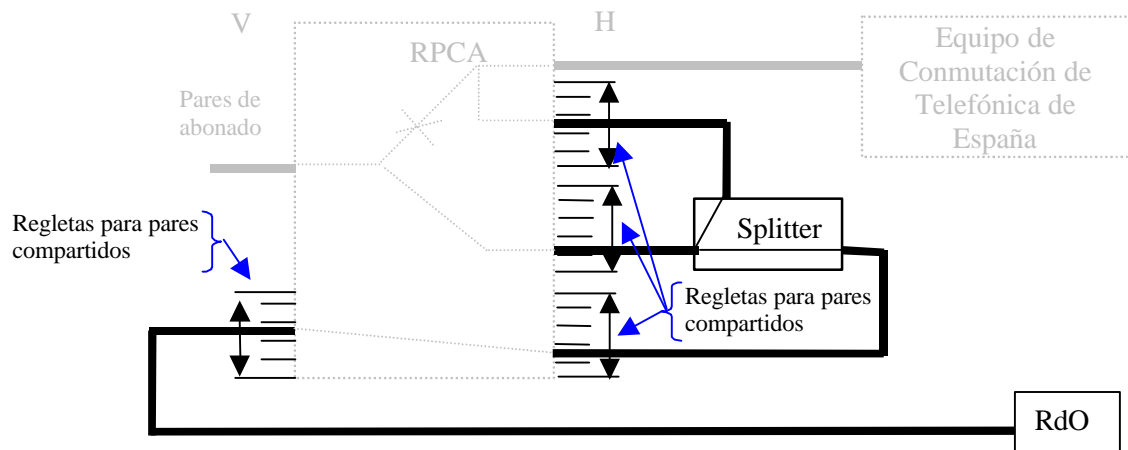 V
H
RPCA
Equipo de
Conmutación de
Telefónica de
España
Pares de
abonado
Regletas para pares
compartidos
Splitter
Regletas para pares
compartidos
RdO